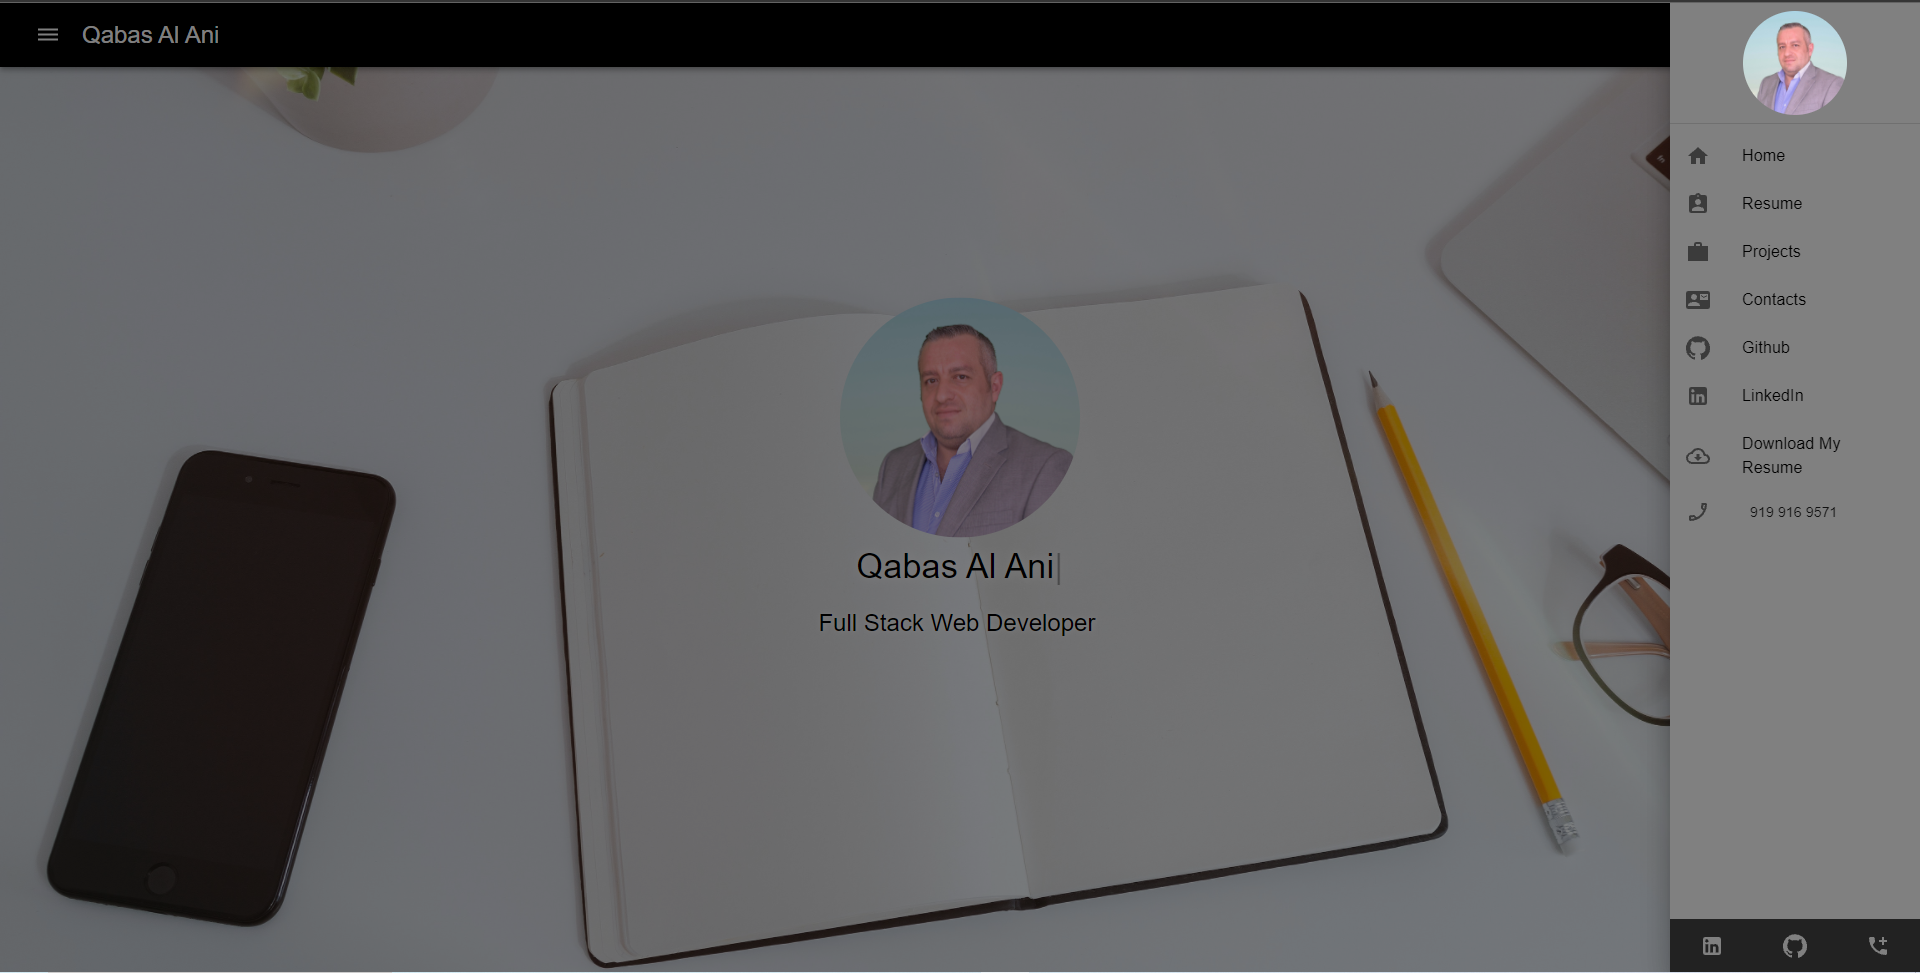 Qabas Al Ani
Qabas Al Ani
Full Stack Web Developer
Home
Resume
Projects
Contacts
Github
LinkedIn
Download My
Resume
919 916 9571